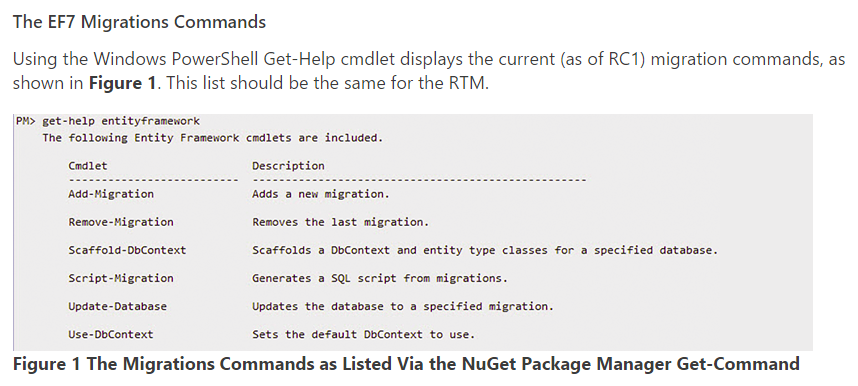 The EF7 Migrations Commands
Using the Windows PowerShell Get-Help cmdlet displays the current (as of RC1) migration commands, as
shown in Figure 1. This list should be the same for the RTM.
PM> get-help entityframework
The following Entity Framework cmdlets are included.
Cmdlet Description
-------------------------- ---------------------------------------------------
Add-Migration Adds a new migration.
Remove-Migration Removes the last migration.
Scaffold-DbContext Scaffolds a DbContext and entity type classes for a specified database.
Script-Migration Generates a SQL script from migrations.
Update-Database Updates the database to a specified migration.
Use-DbContext Sets the default DbContext to use.
Figure 1 The Migrations Commands as Listed Via the NuGet Package Manager Get-Command